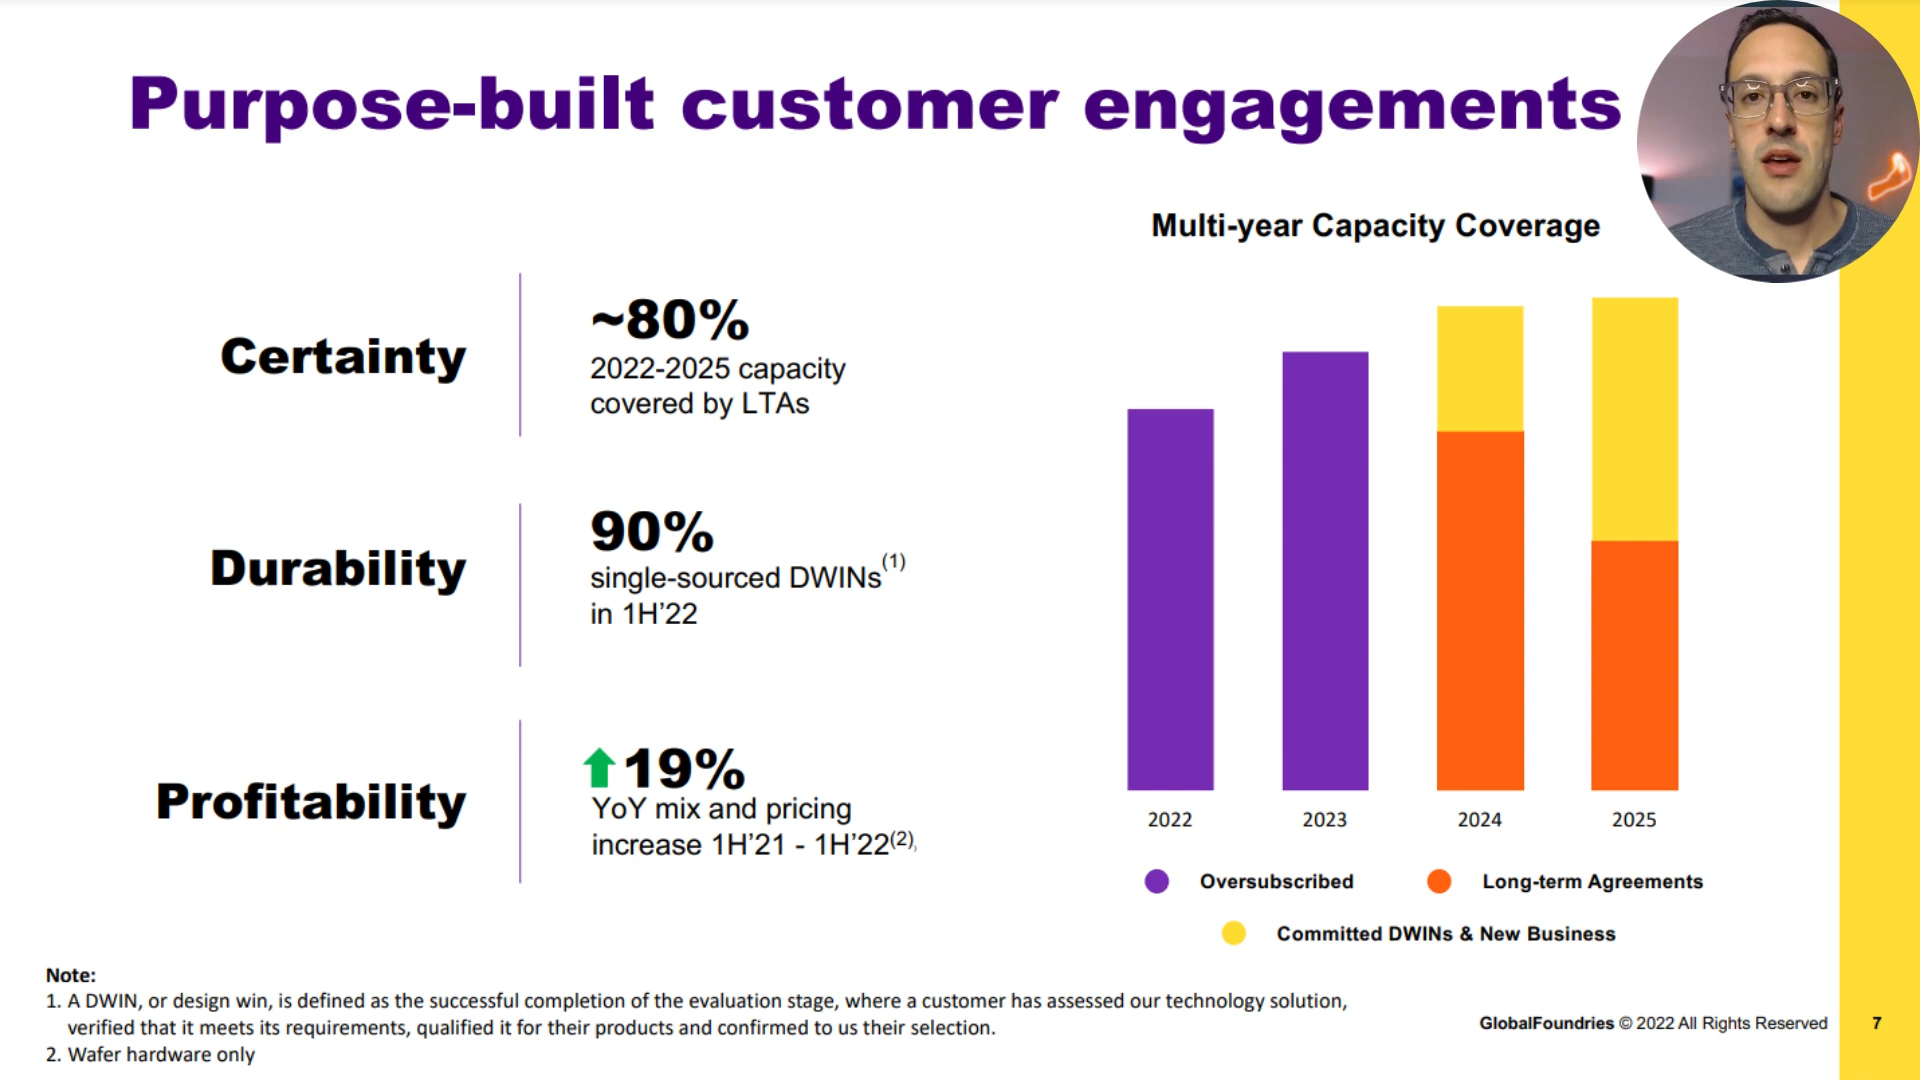 Purpose-built customer engagements
Certainty
~80%
2022-2025 capacity
covered by LTAs
Durability
90%
single-sourced DWINs(1)
in 1H’22
Profitability
19%
YoY mix and pricing
increase 1H’21 - 1H’22(2),
Multi-year Capacity Coverage
2022 2023 2024 2025
Oversubscribed Long-term Agreements
Committed DWINs & New Business
Note:
1. A DWIN, or design win, is defined as the successful completion of the evaluation stage, where a customer has assessed our technology solution,
verified that it meets its requirements, qualified it for their products and confirmed to us their selection.
2. Wafer hardware only
GlobalFoundries © 2022 All Rights Reserved 7